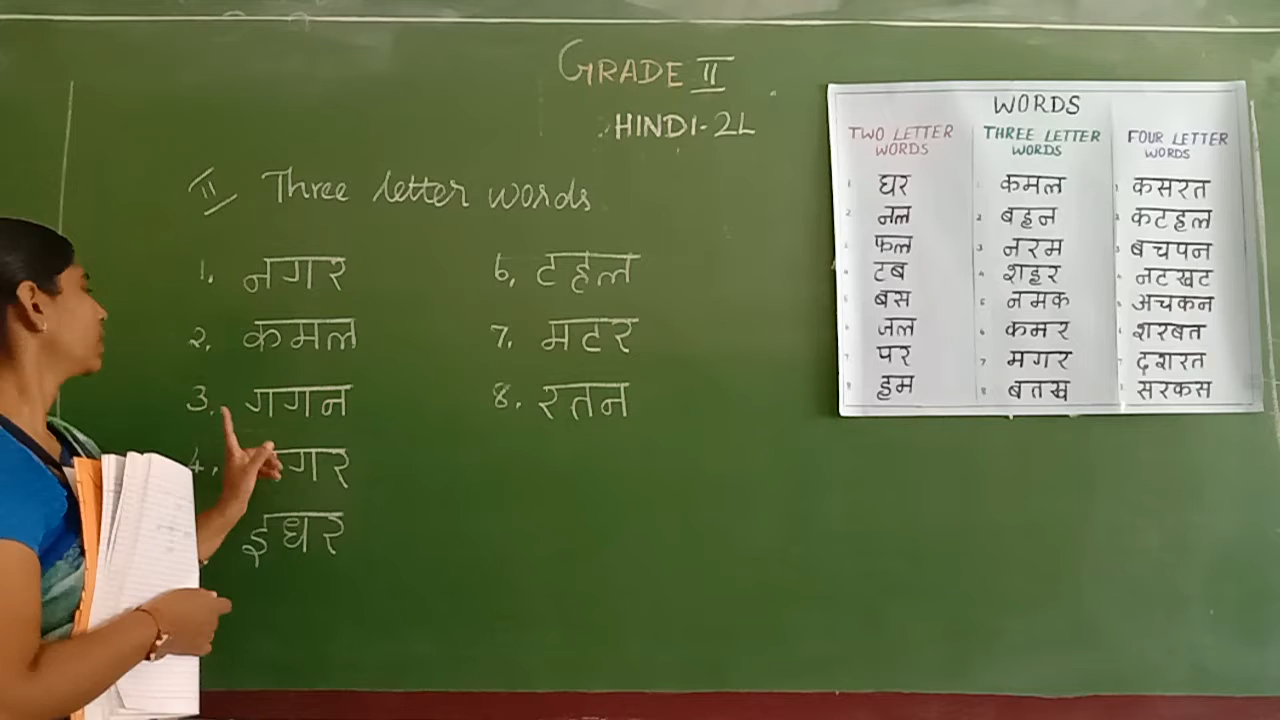 GRADE II
HINDI-2L
II Three letter words
1. नगर
2. कमल
3. गगन
4. गर
इधर
6. टहल
7. मटर
8. रतन
WORDS
TWO LETTER WORDS
1 घर
2 नल
3 फल
4 टब
5 बस
6 जल
7 पर
8 हम
THREE LETTER WORDS
1 कमल
2 बहन
3 नरम
4 शहर
5 नमक
6 कमर
7 मगर
8 बतख
FOUR LETTER WORDS
1 कसरत
2 कटहल
3 बचपन
4 नटखट
5 अचकन
6 शरबत
7 दशरत
8 सरकस